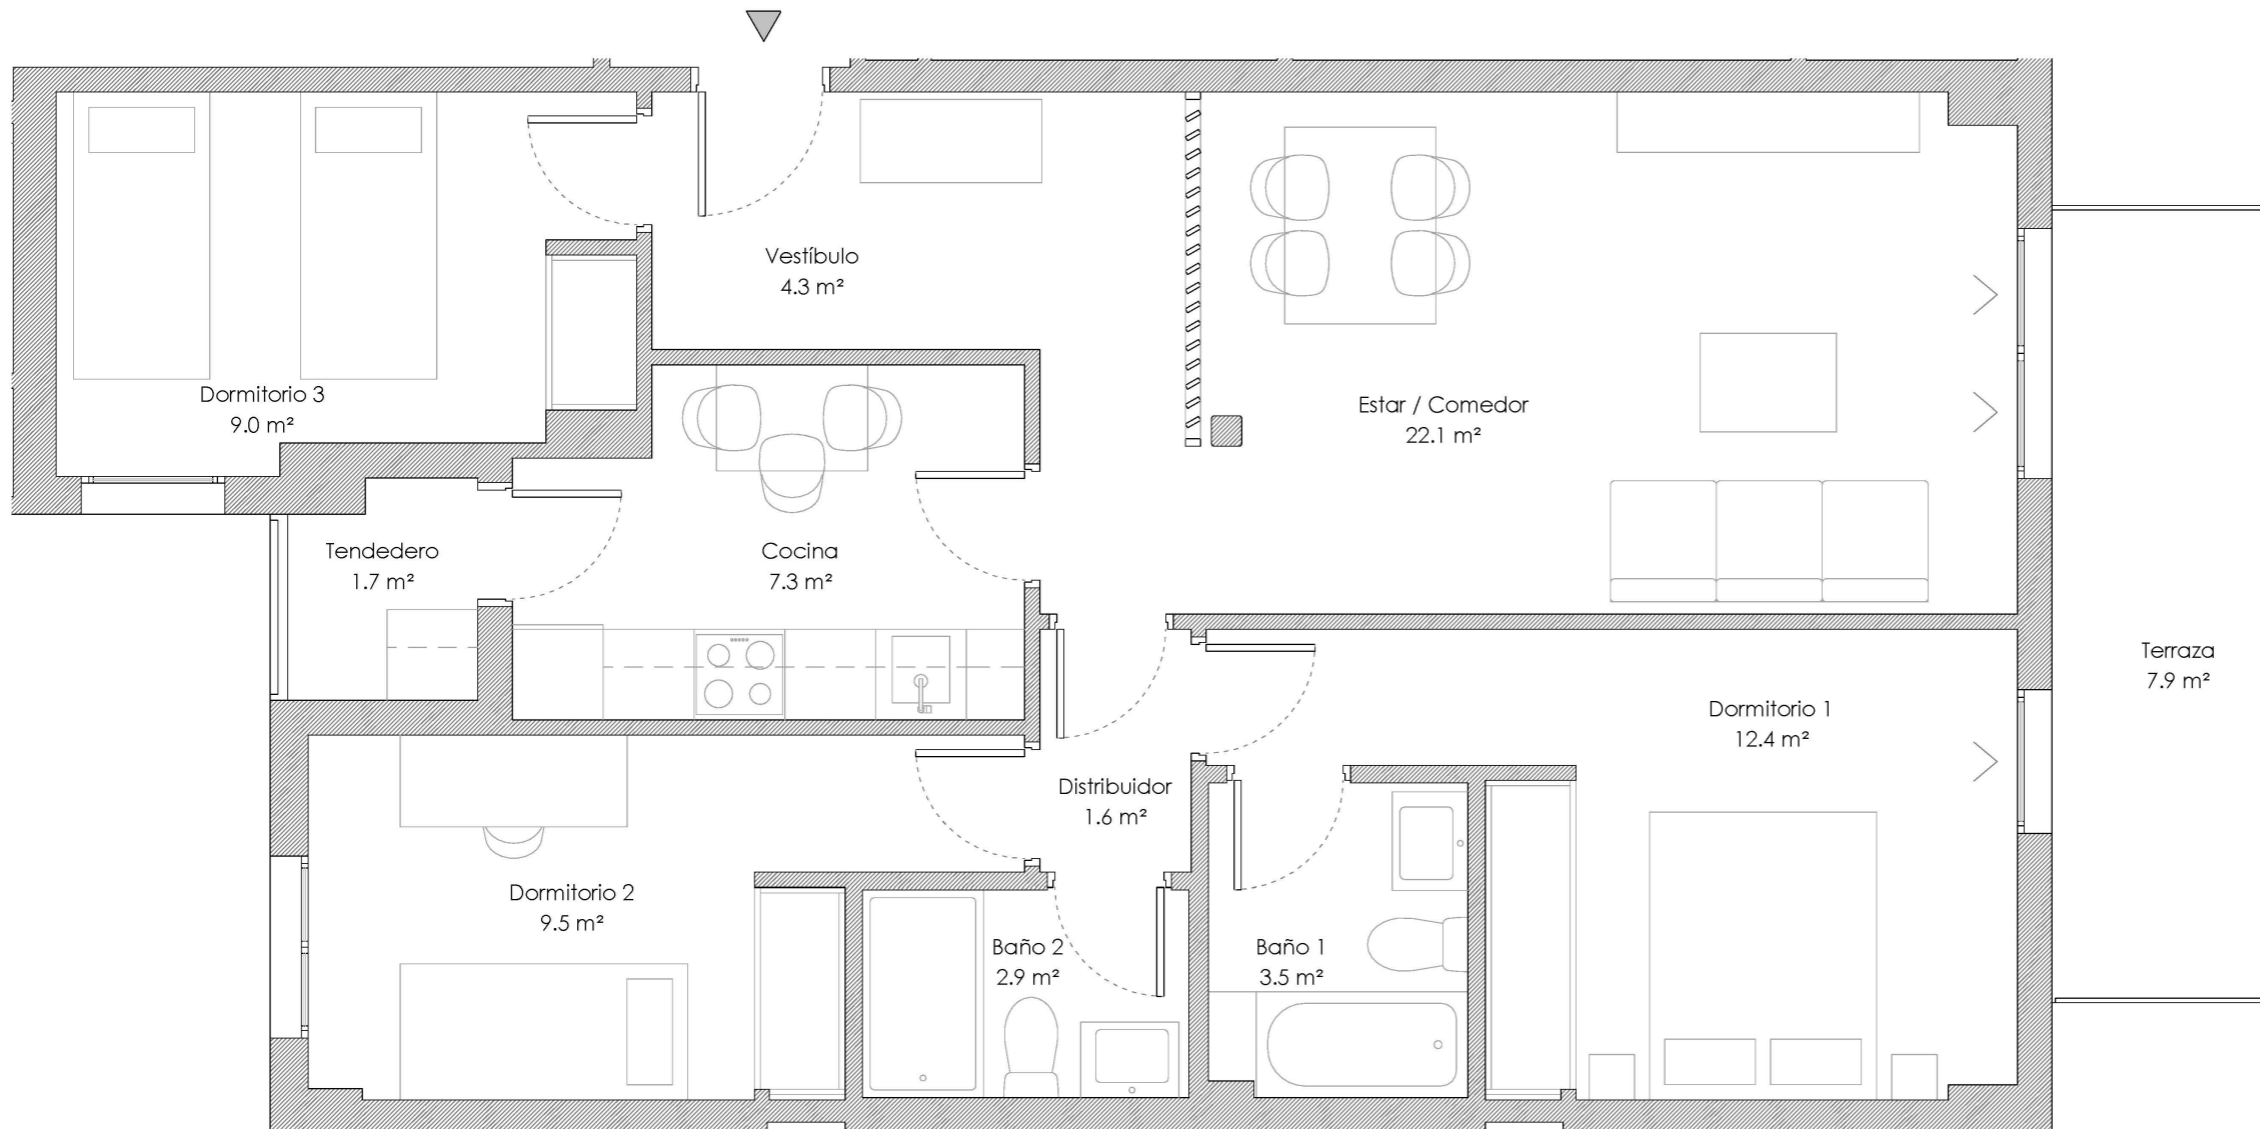 Vestíbulo
4.3 m²
Dormitorio 3
9.0 m²
Estar / Comedor
22.1 m²
Tendedero
1.7 m²
Cocina
7.3 m²
Terraza
7.9 m²
Dormitorio 1
12.4 m²
Distribuidor
1.6 m²
Dormitorio 2
9.5 m²
Baño 2
2.9 m²
Baño 1
3.5 m²